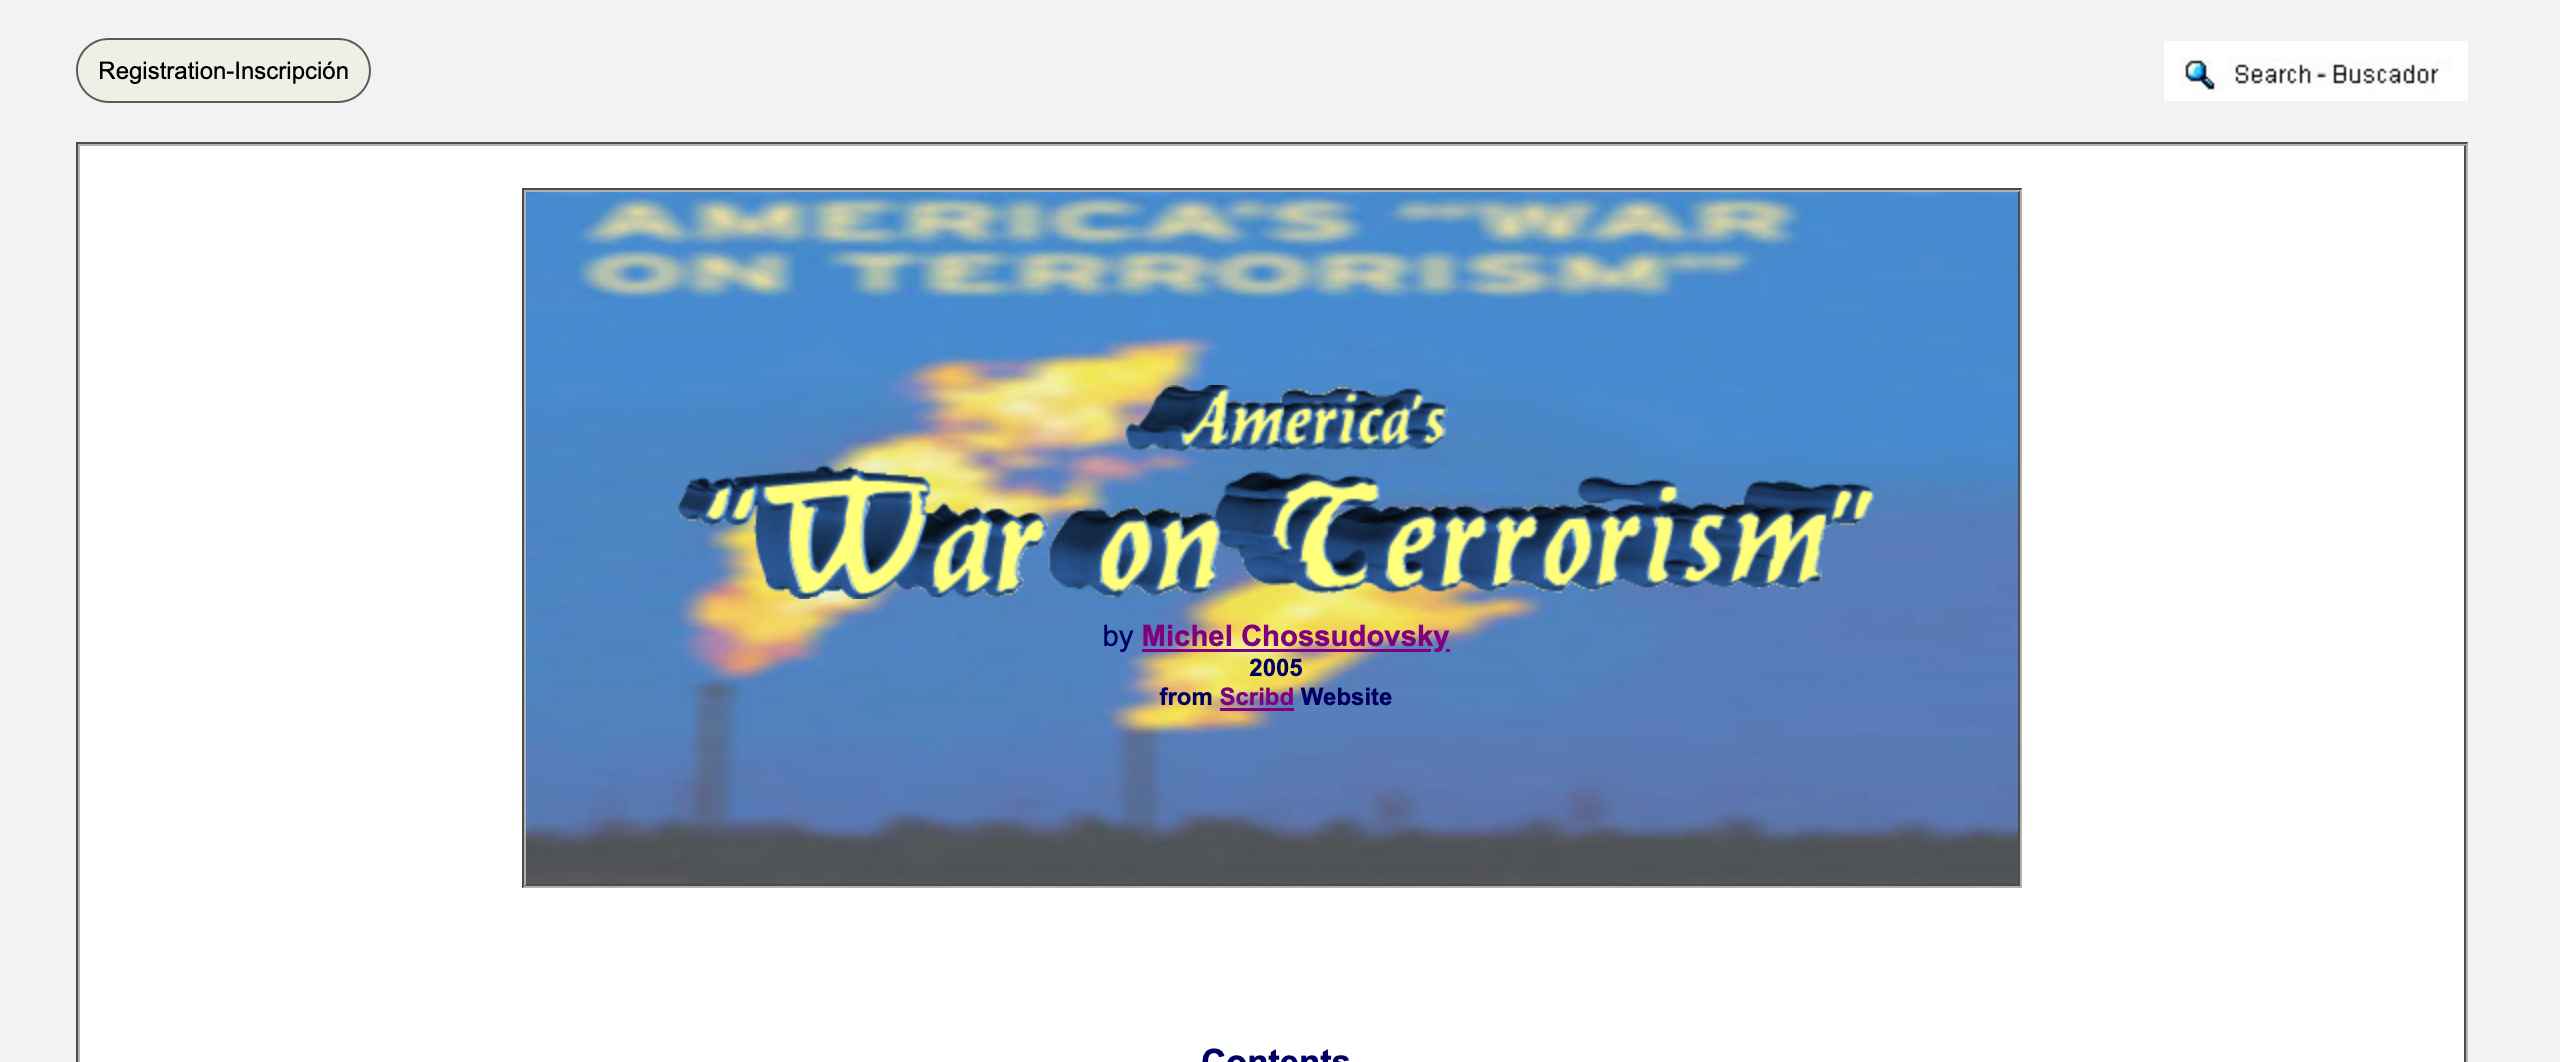 Registration-Inscripción
Search - Buscador
AMERICA'S "WAR
ON TERRORISM"
America's
"War on Terrorism"
by Michel Chossudovsky
2005
from Scribd Website
Contents